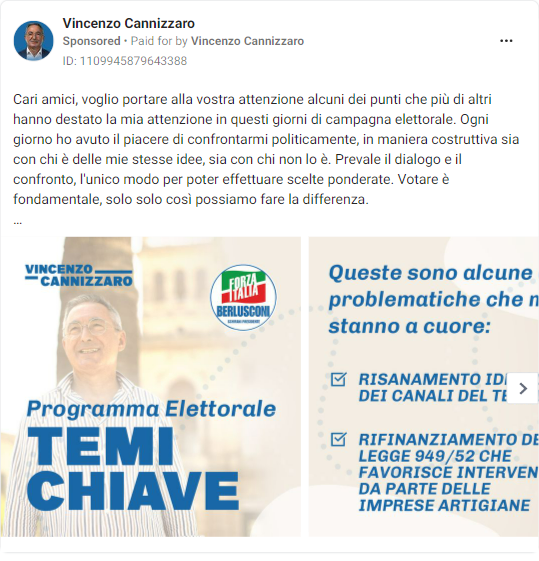 Vincenzo Cannizzaro
Sponsored • Paid for by Vincenzo Cannizzaro
ID: 1109945879643388
Cari amici, voglio portare alla vostra attenzione alcuni dei punti che più di altri
hanno destato la mia attenzione in questi giorni di campagna elettorale. Ogni
giorno ho avuto il piacere di confrontarmi politicamente, in maniera costruttiva sia
con chi è delle mie stesse idee, sia con chi non lo è. Prevale il dialogo e il
confronto, l'unico modo per poter effettuare scelte ponderate. Votare è
fondamentale, solo solo così possiamo fare la differenza.
...
VINCENZO
CANNIZZARO
FORZA
ITALIA
BERLUSCONI
Programma Elettorale
TEMI
CHIAVE
Queste sono alcune
problematiche che m
stanno a cuore:
RISANAMENTO ID
DEI CANALI DEL TE
RIFINANZIAMENTO DE
LEGGE 949/52 CHE
FAVORISCE INTERVEN
DA PARTE DELLE
IMPRESE ARTIGIANE